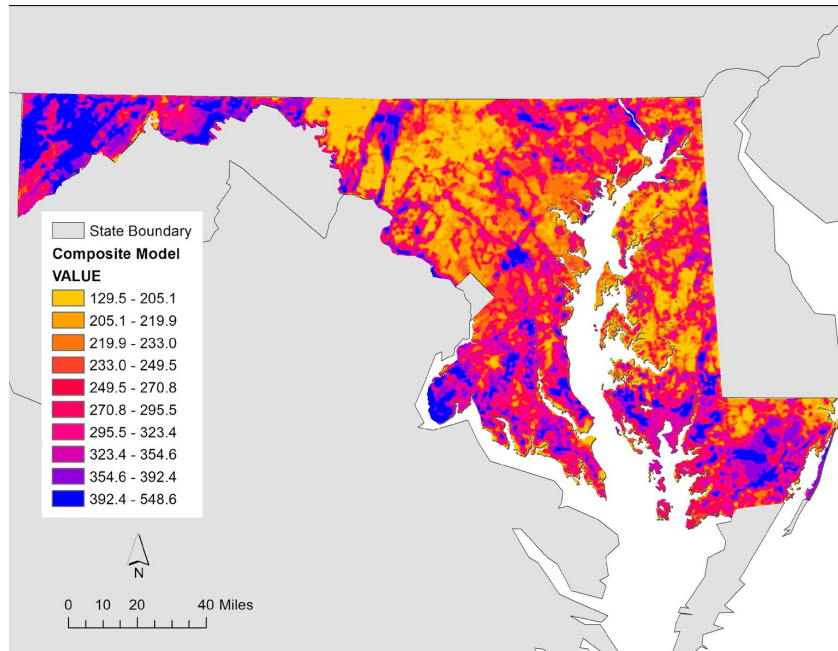 State Boundary
Composite Model
VALUE
129.5 - 205.1
205.1 - 219.9
219.9 - 233.0
233.0 - 249.5
249.5 - 270.8
270.8 - 295.5
295.5 - 323.4
323.4 - 354.6
354.6 - 392.4
392.4 - 548.6
N
0 10 20 40 Miles